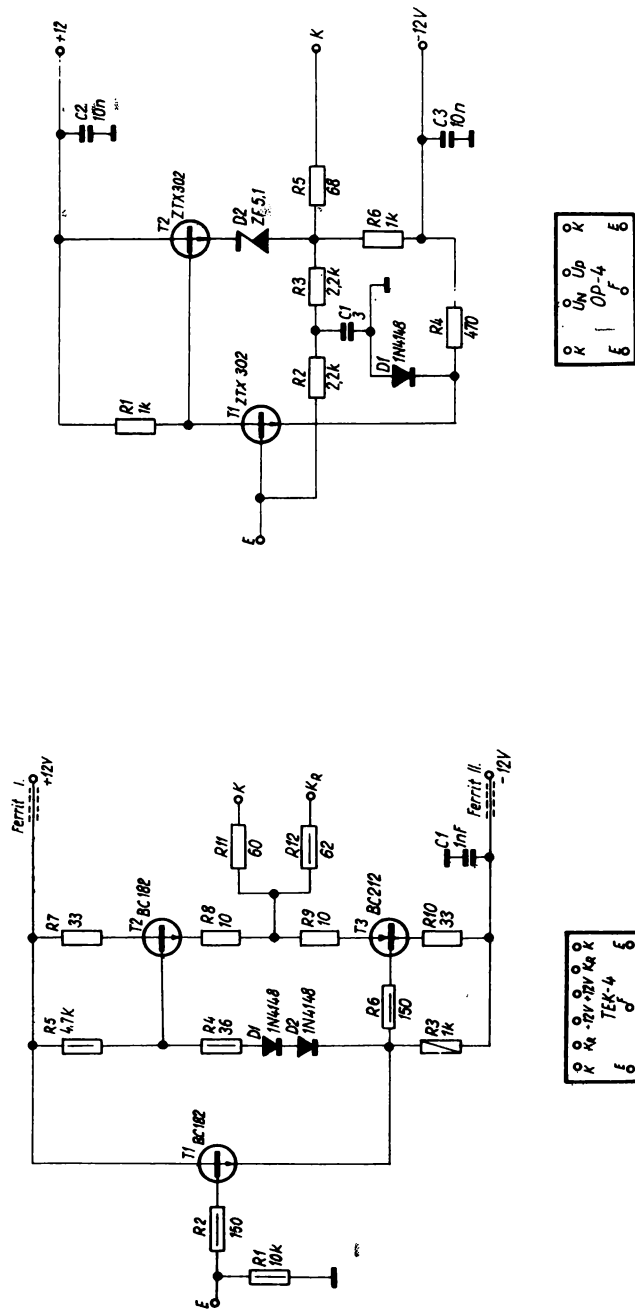 E
R2
150
R1
10k
T1
BC182
R5
4,7k
R4
36
D1
1N4148
D2
1N4148
R6
150
R3
1k
R7
33
T2
BC182
R8
10
R9
10
T3
BC212
R10
33
R11
60
K
R12
62
KR
Ferrit I.
+12V
C1
1nF
Ferrit II.
-12V
K KR -12V +12V KR K
TEK-4
E F E
E
R1
1k
T1
ZTX 302
T2
ZTX302
D2
ZF5,1
R2
2,2k
R3
2,2k
C1
3
D1
1N4148
R4
470
R5
68
R6
1k
C2
10n
+12
K
C3
10n
-12V
K UN UP K
OP-4
E F E